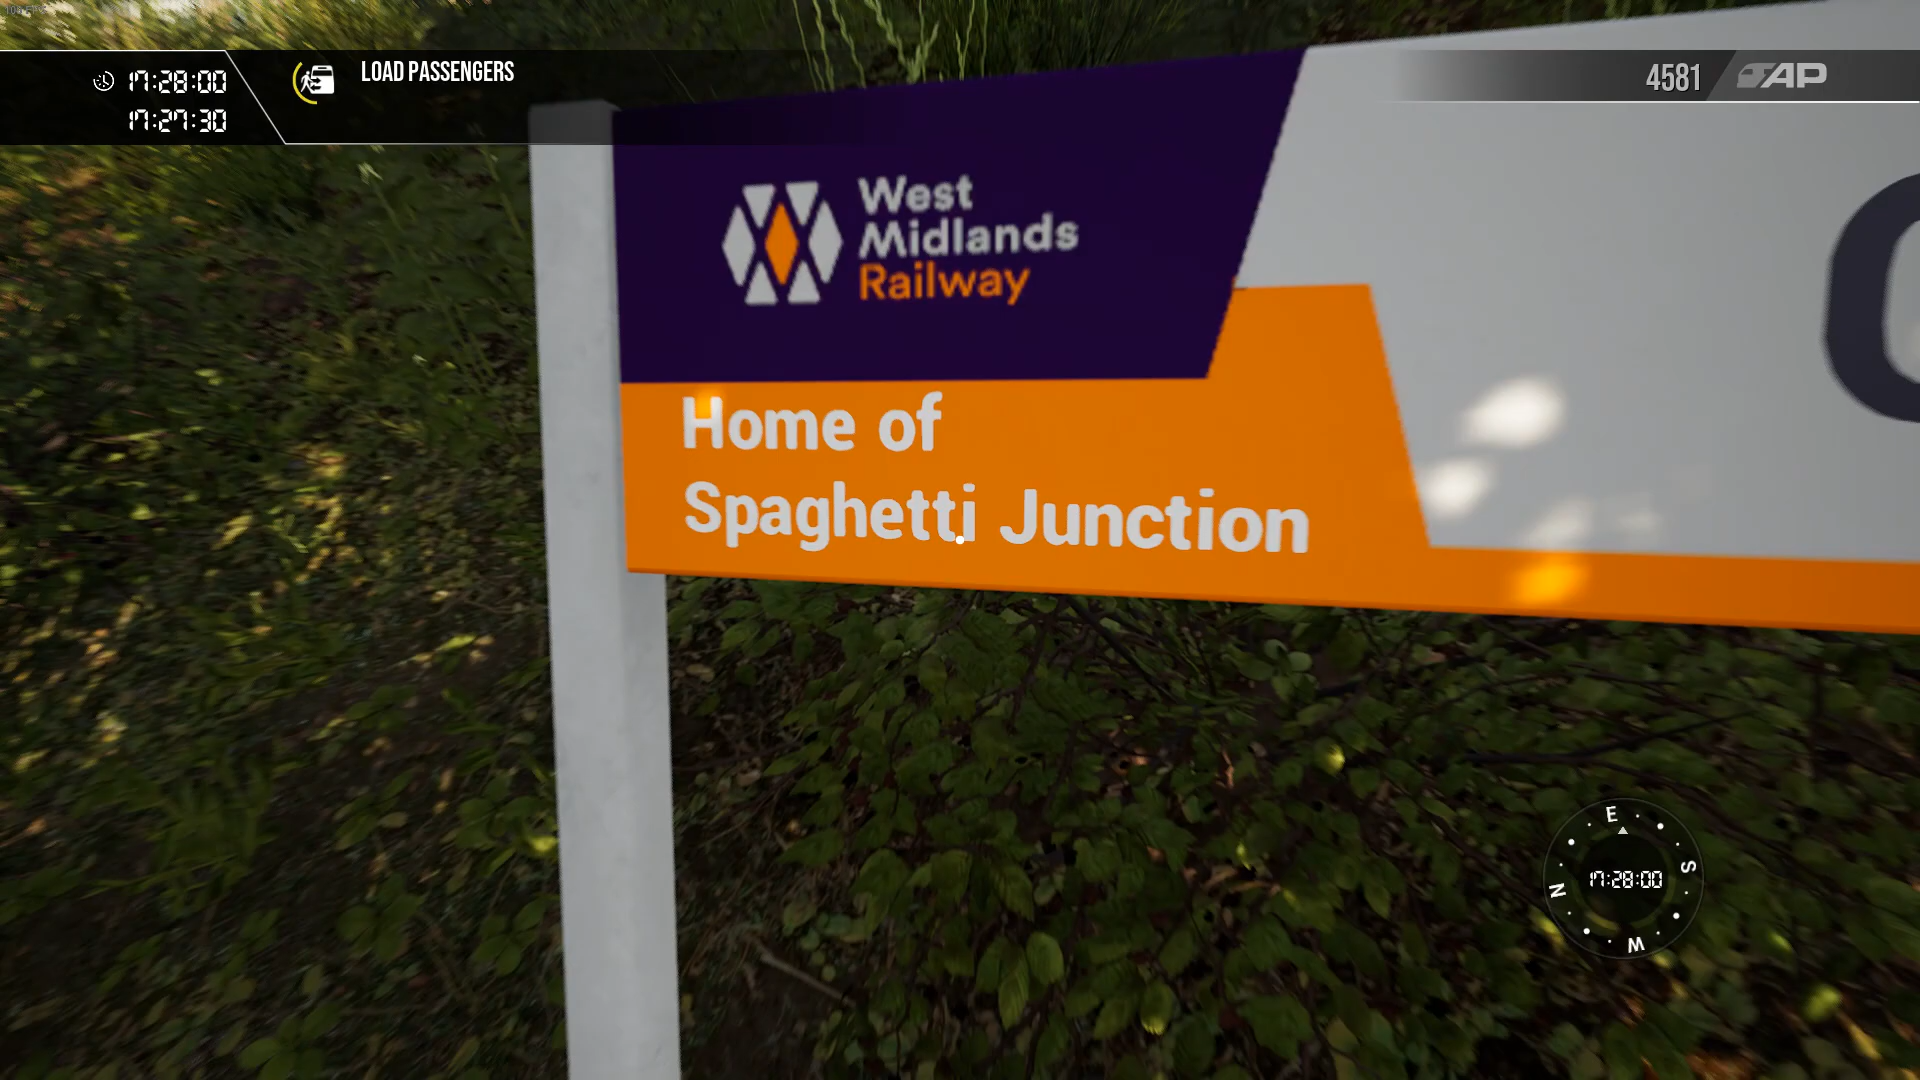 17:28:00
17:27:30
LOAD PASSENGERS
4581 AP
West
Midlands
Railway
Home of
Spaghetti Junction
E
S
N
W
17:28:00